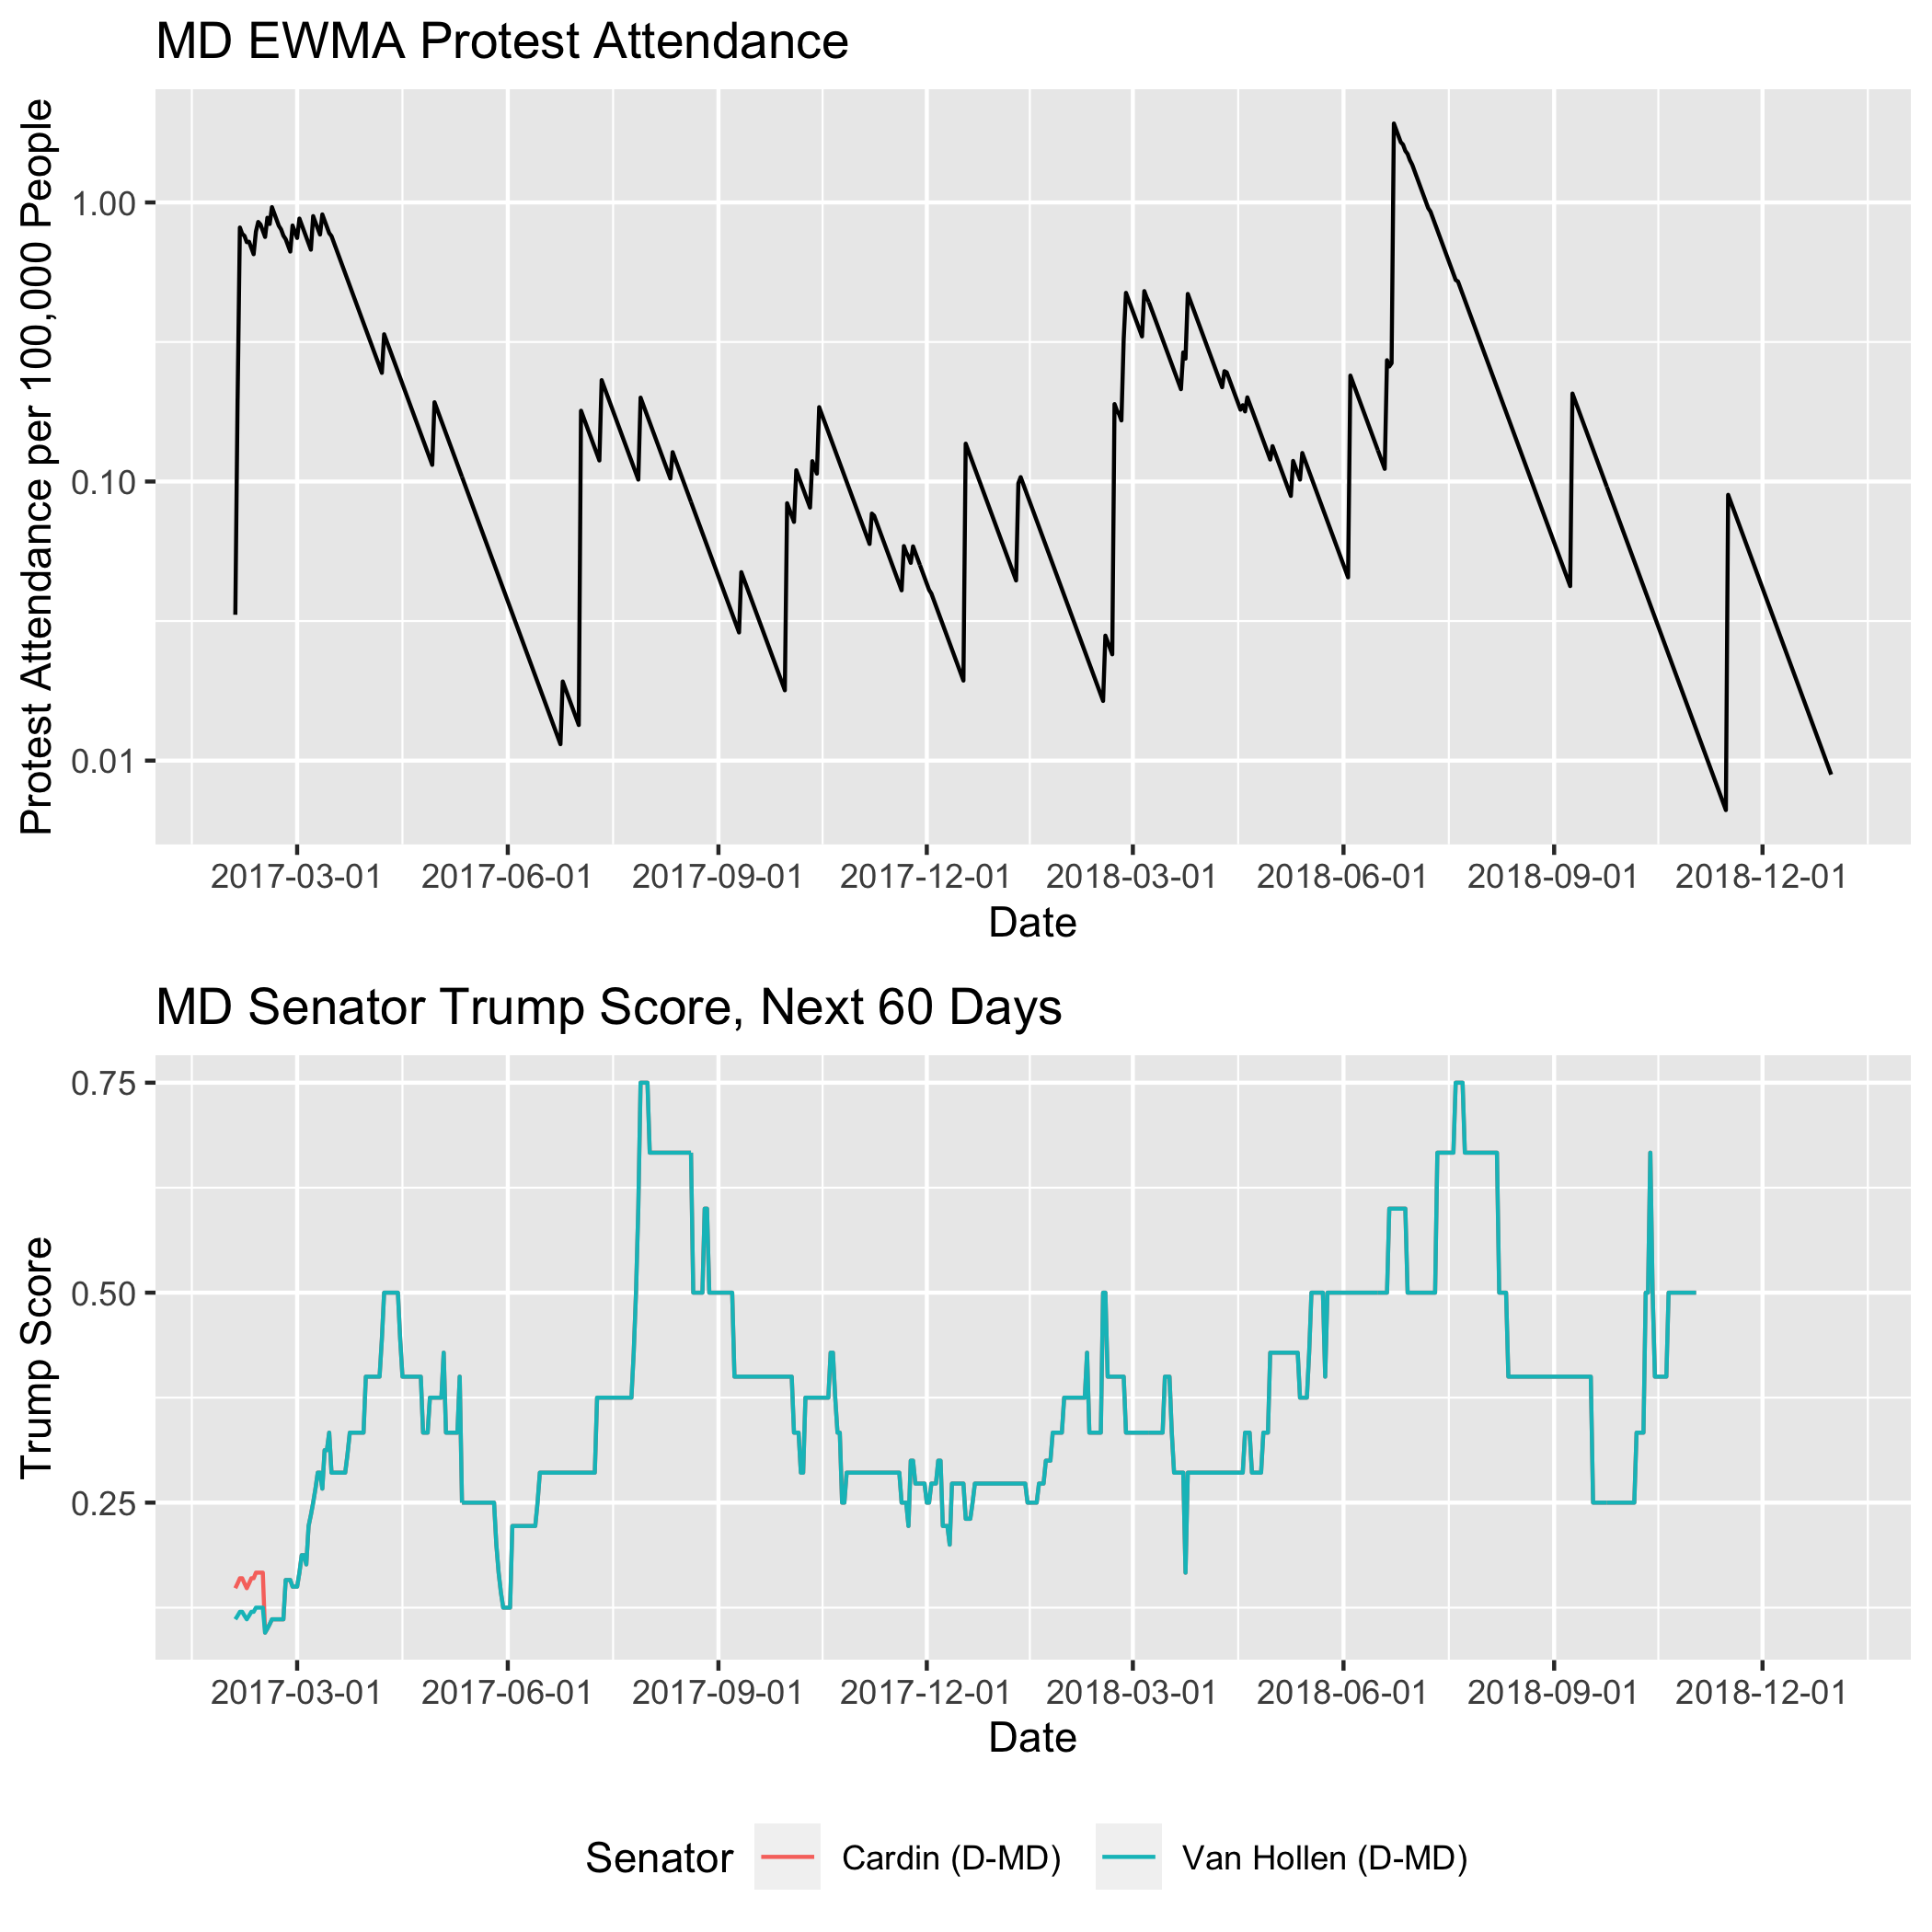 MD EWMA Protest Attendance
Protest Attendance per 100,000 People
1.00
0.10
0.01
2017-03-01 2017-06-01 2017-09-01 2017-12-01 2018-03-01 2018-06-01 2018-09-01 2018-12-01
Date
MD Senator Trump Score, Next 60 Days
Trump Score
0.75
0.50
0.25
2017-03-01 2017-06-01 2017-09-01 2017-12-01 2018-03-01 2018-06-01 2018-09-01 2018-12-01
Date
Senator Cardin (D-MD) Van Hollen (D-MD)